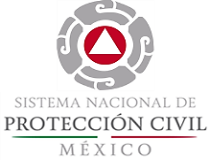 SISTEMA NACIONAL DE
PROTECCIÓN CIVIL
MÉXICO